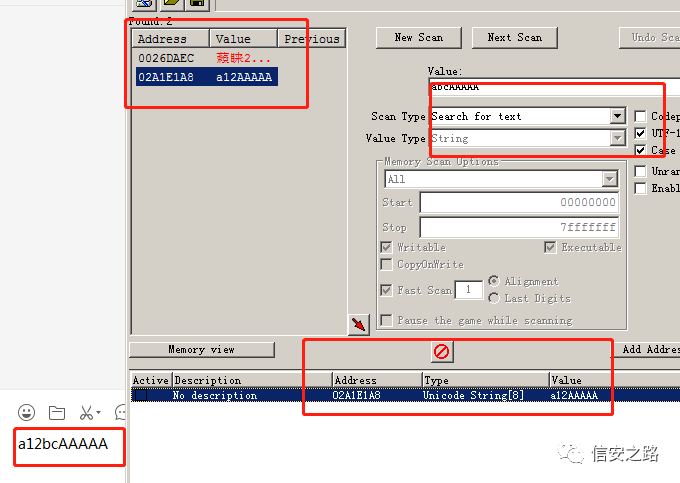 Found:2
Address Value Previous
0026DAEC 2...
02A1E1A8 a12AAAAA
New Scan Next Scan Undo Sca
Value:
abcAAAAA
Scan Type Search for text
Value Type String
Codep
UTF-1
Case
Unran
Enabl
Memory Scan Options
All
Start 00000000
Stop 7fffffff
Writable Executable
CopyOnWrite
Fast Scan 1 Alignment
Last Digits
Pause the game while scanning
Memory view Add Addres
Active Description Address Type Value
No description 02A1E1A8 Unicode String[8] a12AAAAA
a12bcAAAAA
信安之路